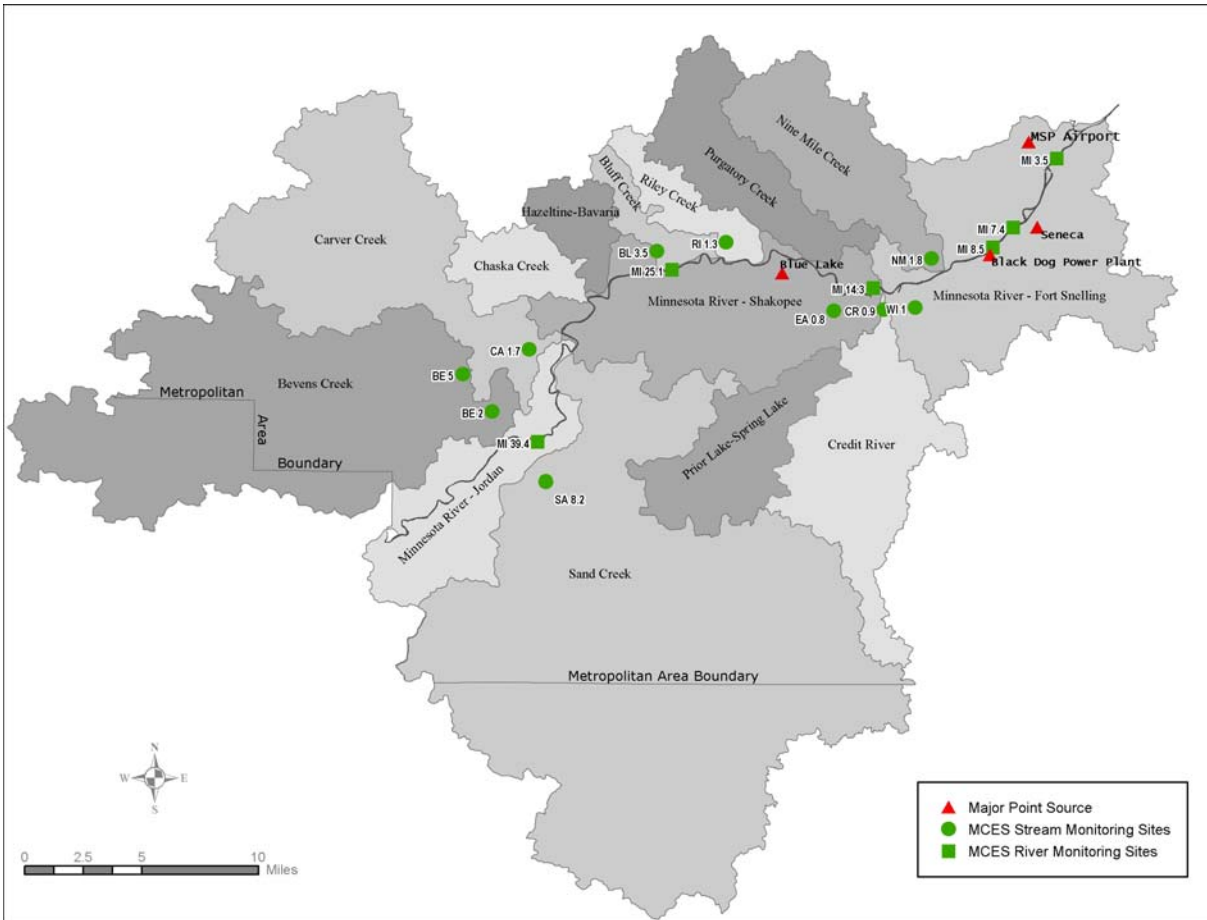 MSP Airport
MI 3.5
Nine Mile Creek
Purgatory Creek
Riley Creek
Bluff Creek
Hazeltine-Bavaria
Carver Creek
Chaska Creek
BL 3.5
RI 1.3
MI 25.1
Blue Lake
NM 1.8
MI 7.4
Seneca
MI 8.5
Black Dog Power Plant
MI 14.3
Minnesota River - Shakopee
Minnesota River - Fort Snelling
EA 0.8
CR 0.9
WI 1
CA 1.7
BE 5
BE 2
Bevens Creek
Metropolitan
Area
Boundary
MI 39.4
Minnesota River - Jordan
SA 8.2
Prior Lake-Spring Lake
Credit River
Sand Creek
Metropolitan Area Boundary
N
W
E
S
0
2.5
5
10
Miles
Major Point Source
MCES Stream Monitoring Sites
MCES River Monitoring Sites